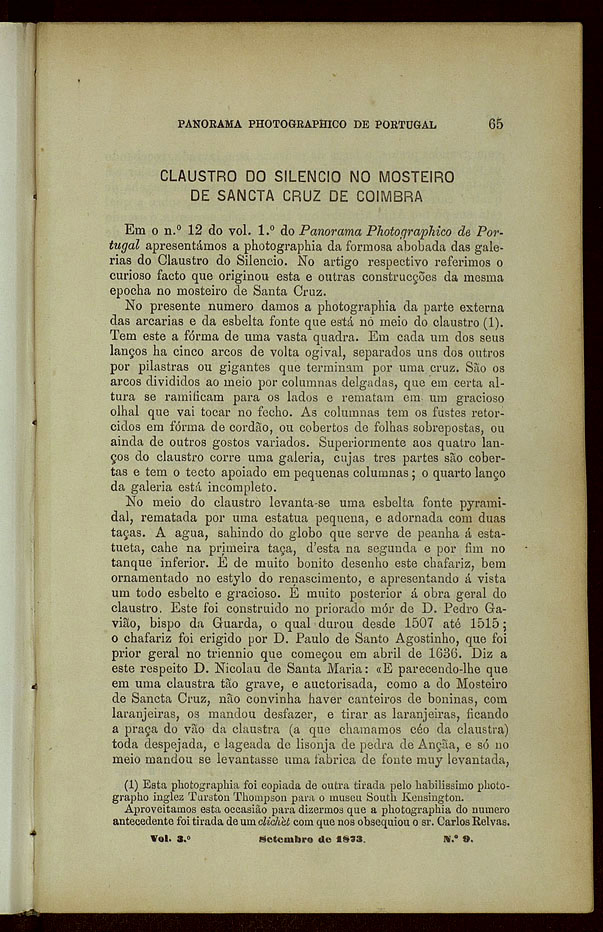 PANORAMA PHOTOGRAPHICO DE PORTUGAL 65
CLAUSTRO DO SILENCIO NO MOSTEIRO
DE SANCTA CRUZ DE COIMBRA
Em o n.º 12 do vol. 1.º do Panorama Photographico de Por-
tugal apresentámos a photographia da formosa abobada das gale-
rias do Claustro do Silencio. No artigo respectivo referimos o
curioso facto que originou esta e outras construcções da mesma
epocha no mosteiro de Santa Cruz.
No presente numero damos a photographia da parte externa
das arcarias e da esbelta fonte que está no meio do claustro (1).
Tem este a fórma de uma vasta quadra. Em cada um dos seus
lanços ha cinco arcos de volta ogival, separados uns dos outros
por pilastras ou gigantes que terminam por uma cruz. São os
arcos divididos ao meio por columnas delgadas, que em certa al-
tura se ramificam para os lados e rematam em um gracioso
olhal que vai tocar no fecho. As columnas tem os fustes retor-
cidos em fórma de cordão, ou cobertos de folhas sobrepostas, ou
ainda de outros gostos variados. Superiormente aos quatro lan-
ços do claustro corre uma galeria, cujas tres partes são cober-
tas e tem o tecto apoiado em pequenas columnas; o quarto lanço
da galeria está incompleto.
No meio do claustro levanta-se uma esbelta fonte pyrami-
dal, rematada por uma estatua pequena, e adornada com duas
taças. A agua, sahindo do globo que serve de peanha á esta-
tueta, cahe na primeira taça, d'esta na segunda e por fim no
tanque inferior. É de muito bonito desenho este chafariz, bem
ornamentado no estylo do renascimento, e apresentando á vista
um todo esbelto e gracioso. É muito posterior á obra geral do
claustro. Este foi construido no priorado mór de D. Pedro Ga-
vião, bispo da Guarda, o qual durou desde 1507 até 1515;
o chafariz foi erigido por D. Paulo de Santo Agostinho, que foi
prior geral no triennio que começou em abril de 1636. Diz a
este respeito D. Nicolau de Santa Maria: «E parecendo-lhe que
em uma claustra tão grave, e auctorisada, como a do Mosteiro
de Sancta Cruz, não convinha haver canteiros de boninas, com
laranjeiras, os mandou desfazer, e tirar as laranjeiras, ficando
a praça do vão da claustra (a que chamamos céo da claustra)
toda despejada, e lageada de lisonja de pedra de Ançãa, e só no
meio mandou se levantasse uma fabrica de fonte muy levantada,
(1) Esta photographia foi copiada de outra tirada pelo habilissimo photo-
grapho inglez Turston Thompson para o museu South Kensington.
Aproveitamos esta occasião para dizermos que a photographia do numero
antecedente foi tirada de um clichèt com que nos obsequiou o sr. Carlos Relvas.
Vol. 3.º Setembro de 1873. N.º 9.